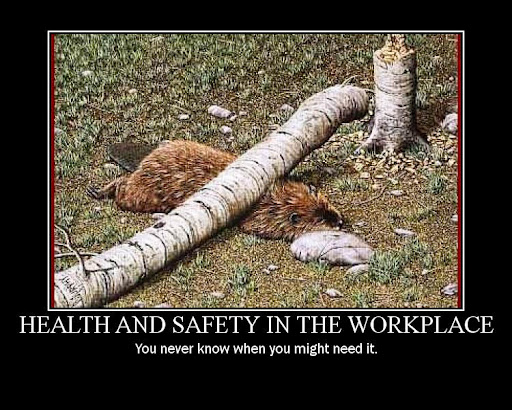 HEALTH AND SAFETY IN THE WORKPLACE
You never know when you might need it.